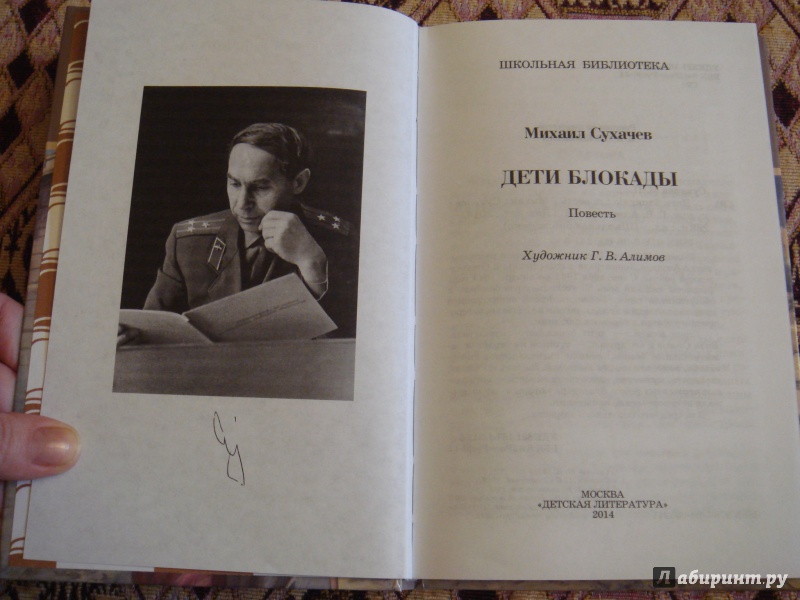 ШКОЛЬНАЯ БИБЛИОТЕКА
Михаил Сухачев
ДЕТИ БЛОКАДЫ
Повесть
Художник Г. В. Алимов
МОСКВА
«ДЕТСКАЯ ЛИТЕРАТУРА»
2014
Лабиринт.ру